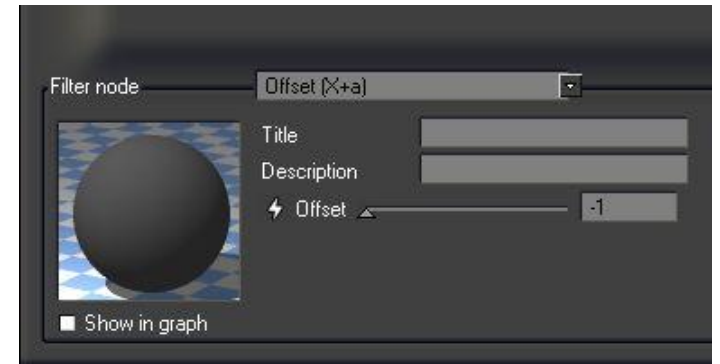 Filter node
Offset (X+a)
Title
Description
Offset -1
Show in graph